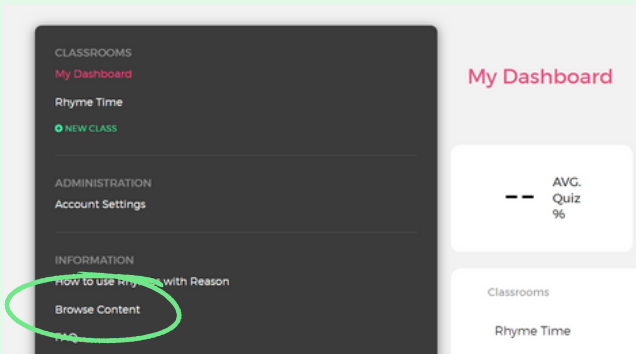 CLASSROOMS
My Dashboard
Rhyme Time
NEW CLASS
ADMINISTRATION
Account Settings
INFORMATION
How to use Rhymes with Reason
Browse Content
FAQ
My Dashboard
--
AVG.
Quiz
%
Classrooms
Rhyme Time